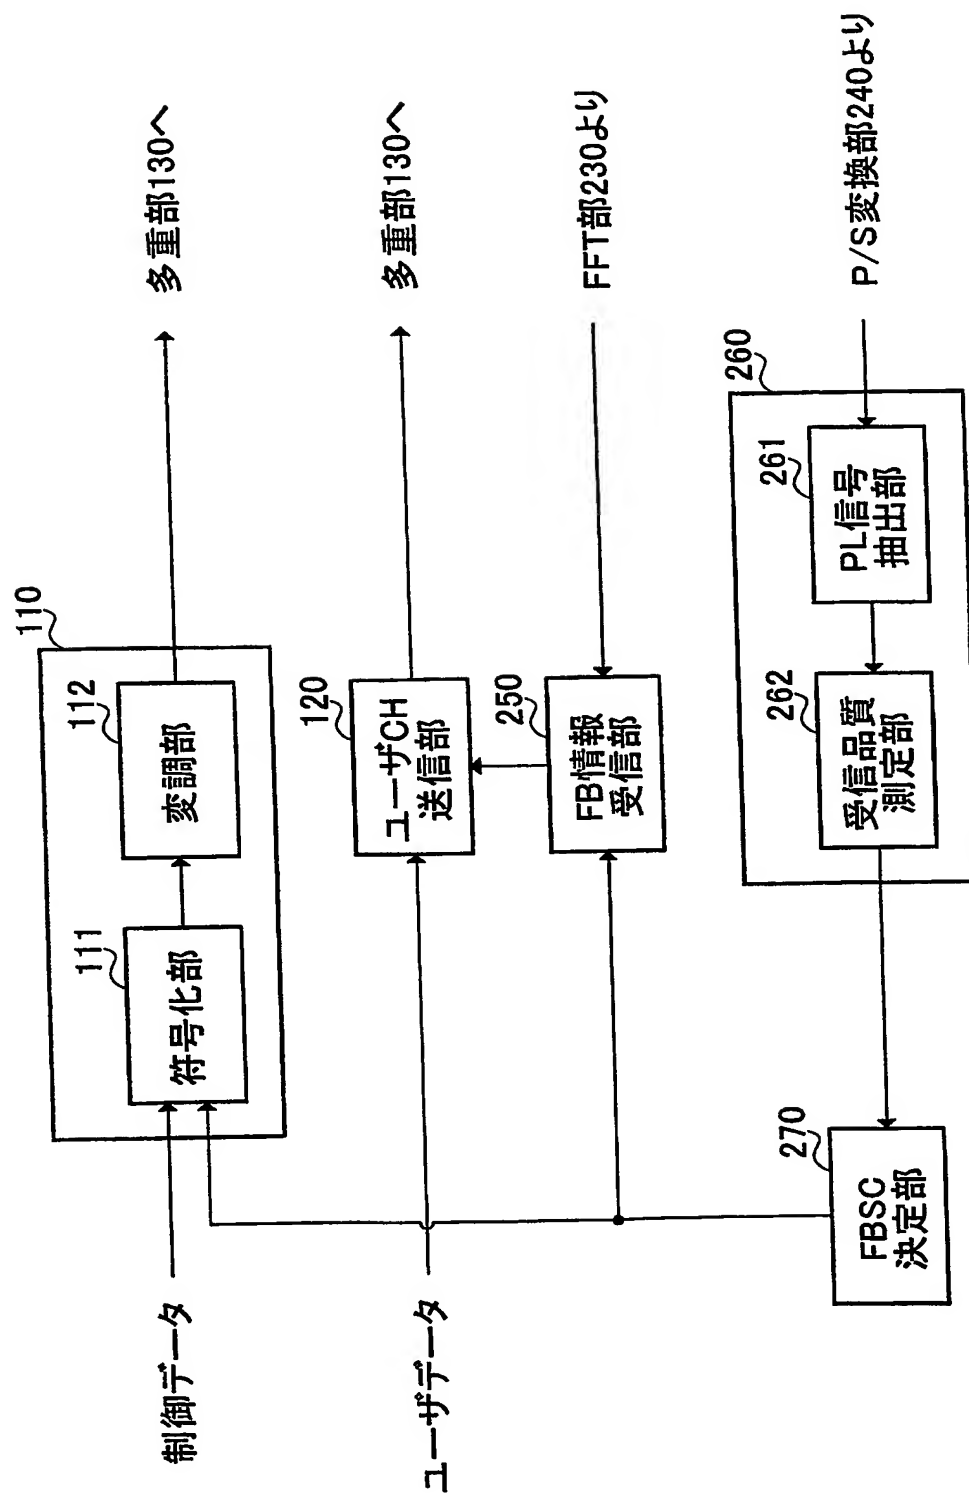 110
制御データ
111
符号化部
112
変調部
多重部130へ
ユーザデータ
120
ユーザCH
送信部
多重部130へ
250
FB情報
受信部
FFT部230より
260
270
FBSC
決定部
262
受信品質
測定部
261
PL信号
抽出部
P/S変換部240より